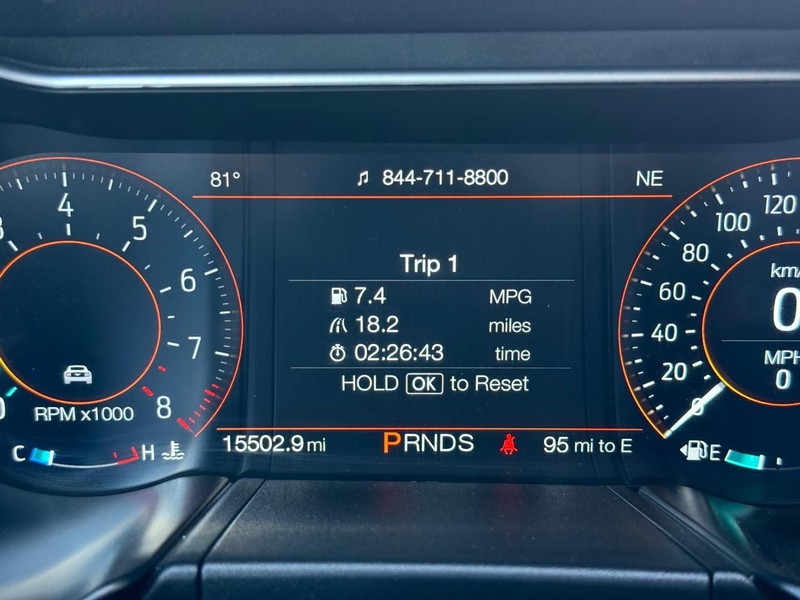 81° 844-711-8800 NE
Trip 1
7.4 MPG
18.2 miles
02:26:43 time
HOLD OK to Reset
15502.9 mi PRNDS 95 mi to E
4
5
6
7
8
RPM x1000
C H
120
100
80
60
40
20
0
MPH
0
E